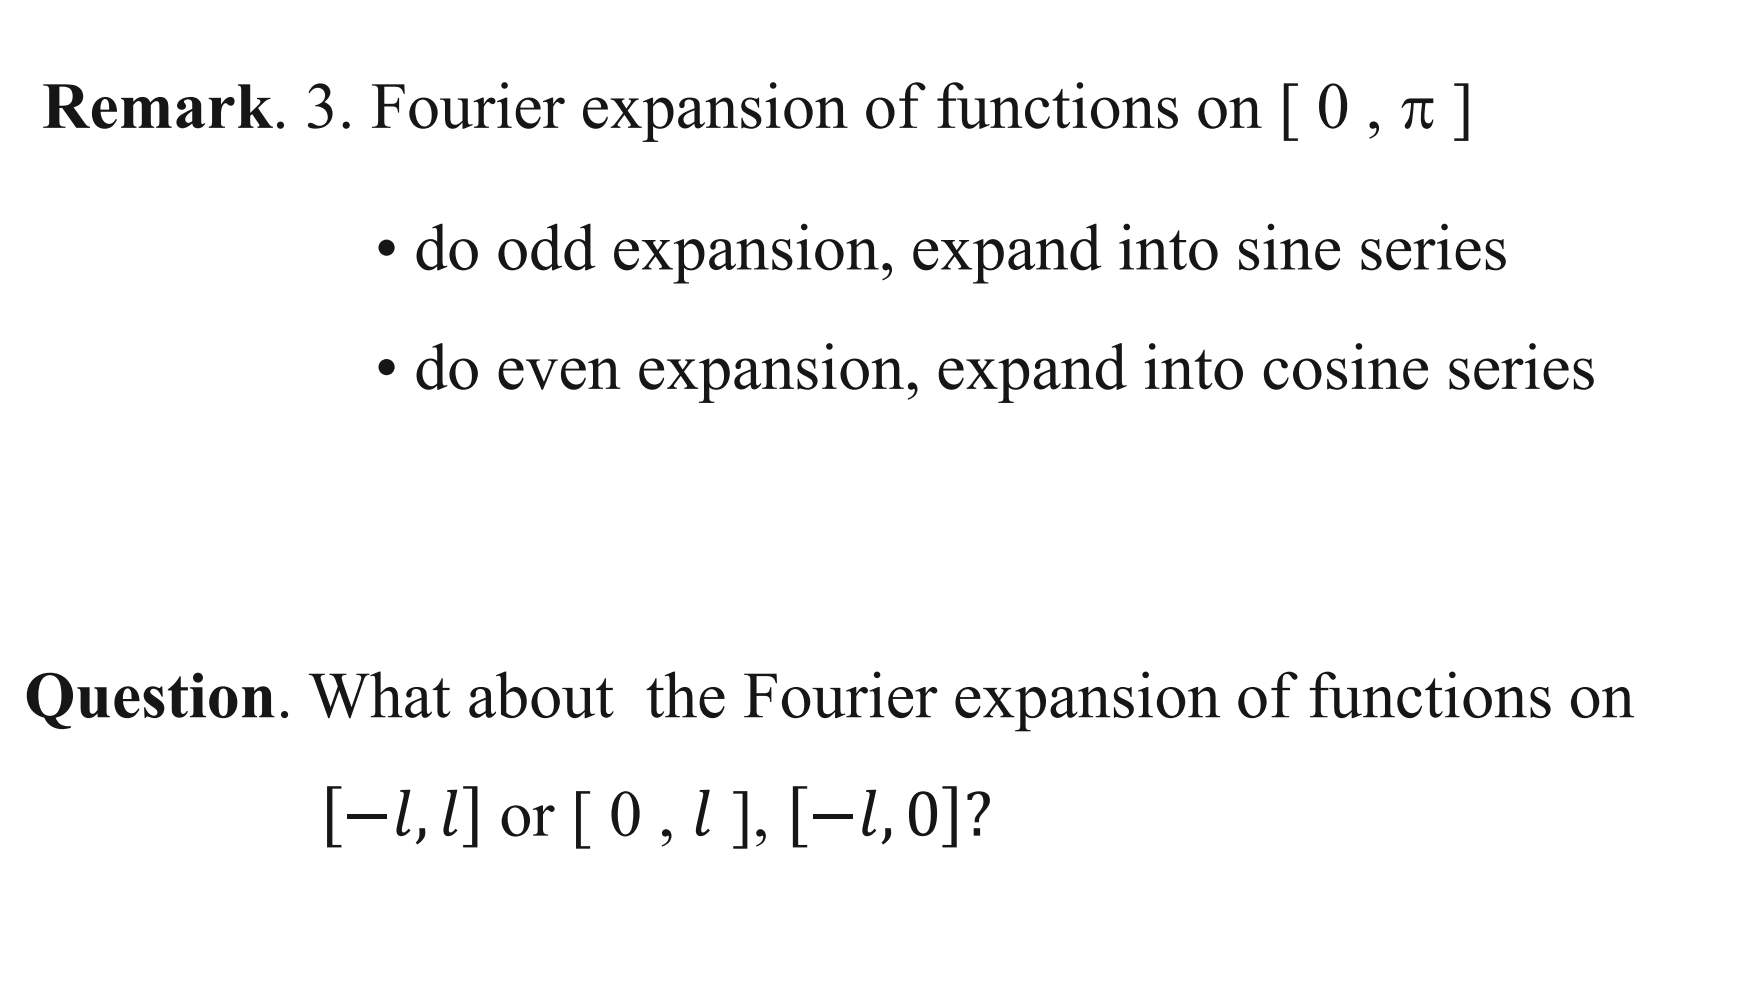 Remark. 3. Fourier expansion of functions on [ 0 , π ]
• do odd expansion, expand into sine series
• do even expansion, expand into cosine series
Question. What about  the Fourier expansion of functions on
[−l, l] or [ 0 , l ], [−l, 0]?